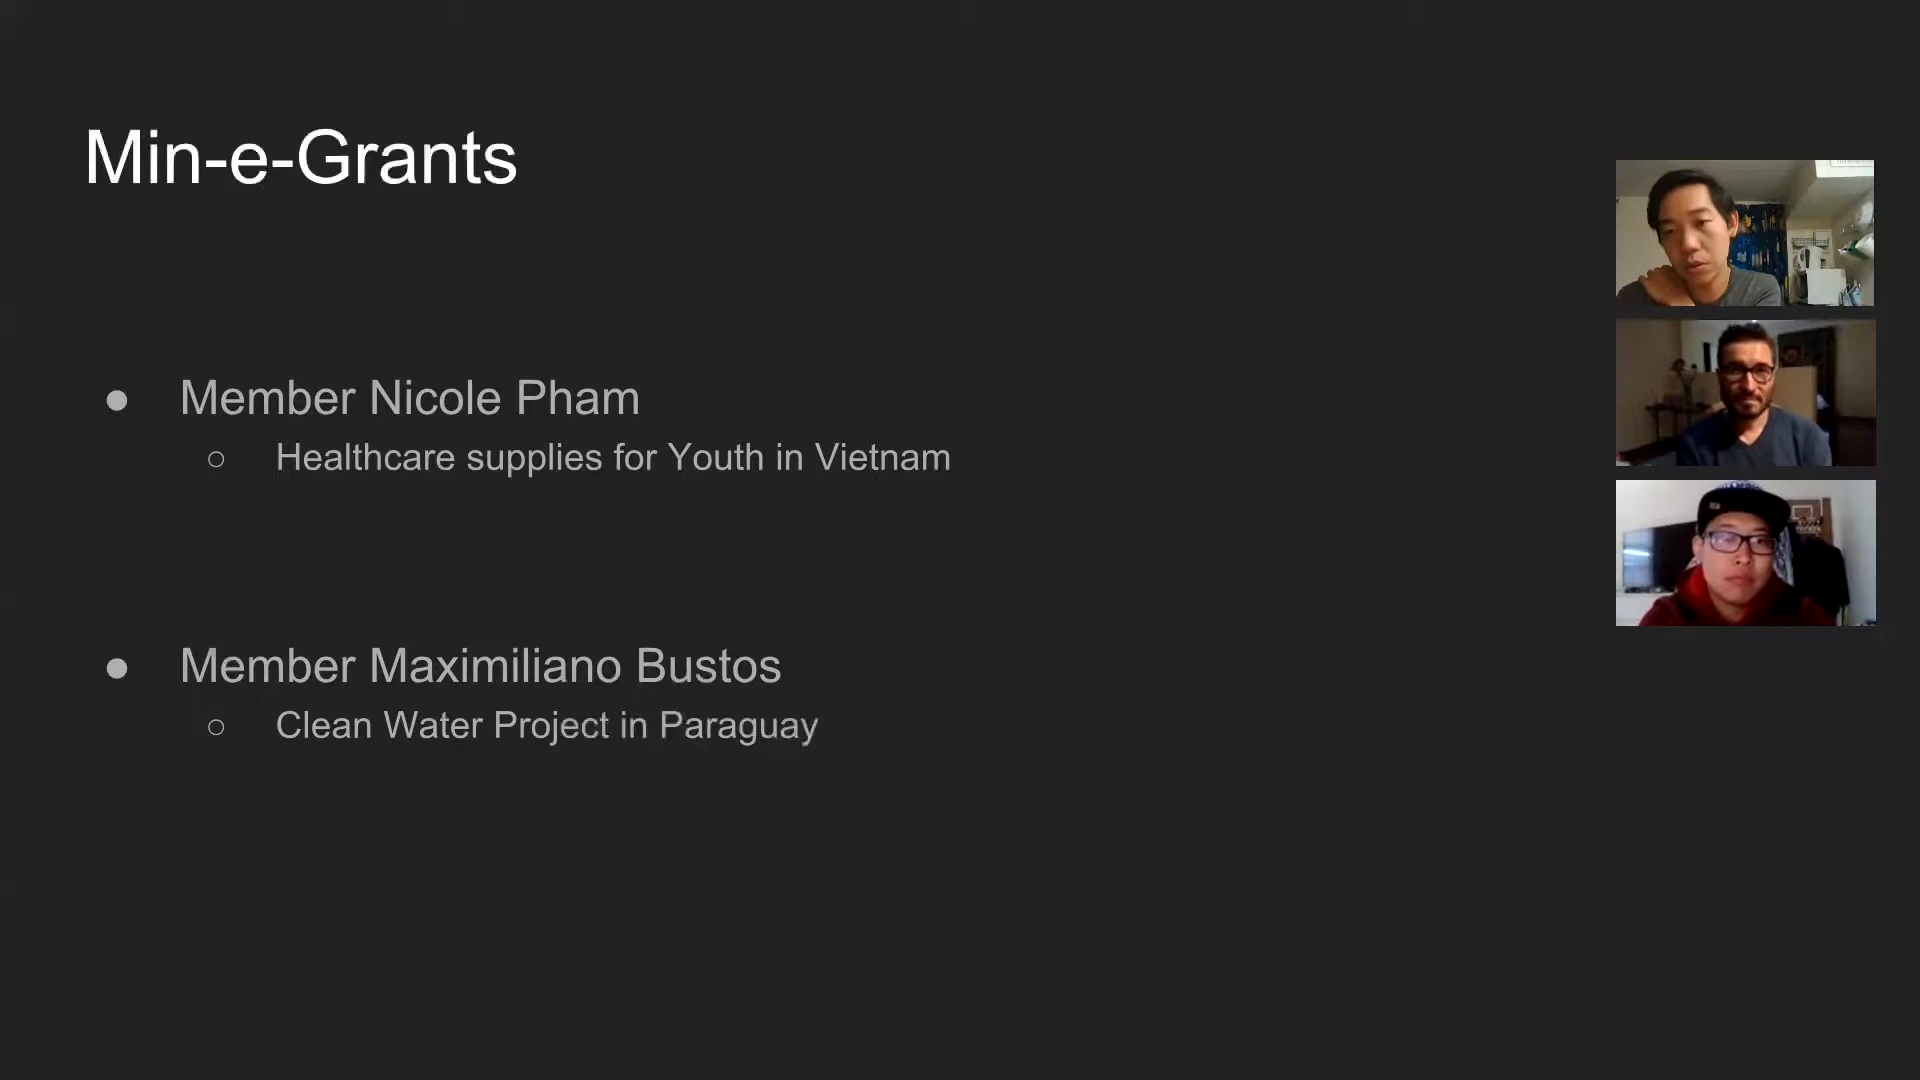 Min-e-Grants
● Member Nicole Pham
○ Healthcare supplies for Youth in Vietnam
● Member Maximiliano Bustos
○ Clean Water Project in Paraguay